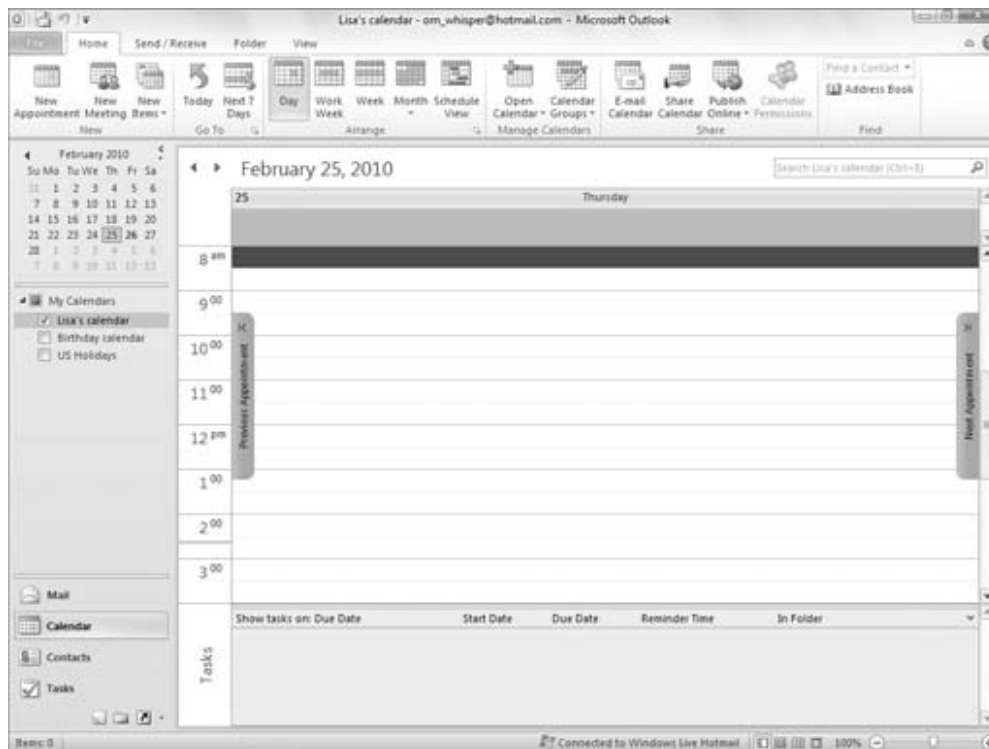 Lisa's calendar - om_whisper@hotmail.com - Microsoft Outlook
File Home Send / Receive Folder View
New Appointment
New Meeting
New Items
Today
Next 7 Days
Day
Work Week
Week
Month
Schedule View
Open Calendar
Calendar Groups
E-mail Calendar
Share Calendar
Publish Online
Calendar Permissions
Find a Contact
Address Book
New Go To Arrange Manage Calendars Share Find
February 2010
Su Mo Tu We Th Fr Sa
31 1 2 3 4 5 6
7 8 9 10 11 12 13
14 15 16 17 18 19 20
21 22 23 24 25 26 27
28 1 2 3 4 5 6
7 8 9 10 11 12 13
My Calendars
Lisa's calendar
Birthday calendar
US Holidays
Mail
Calendar
Contacts
Tasks
Items: 0
February 25, 2010
Search Lisa's calendar (Ctrl+E)
25 Thursday
8 am
9 00
10 00
11 00
12 pm
1 00
2 00
3 00
Previous Appointment
Next Appointment
Tasks
Show tasks on: Due Date Start Date Due Date Reminder Time In Folder
Connected to Windows Live Hotmail 100%